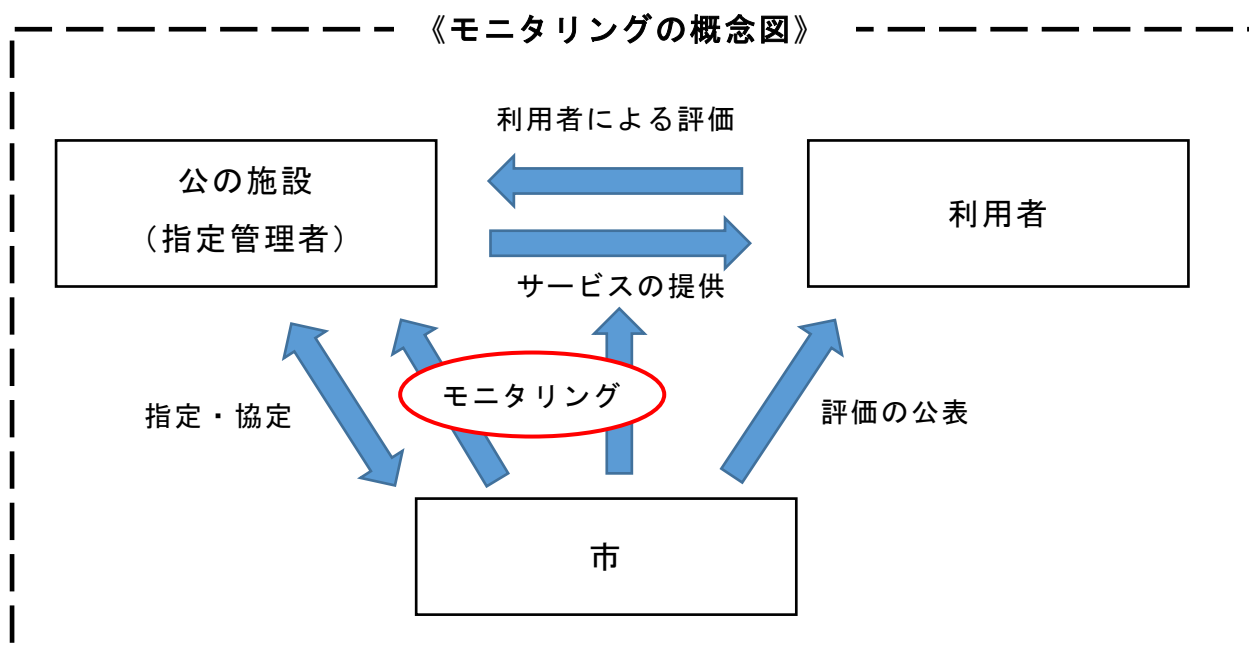 《モニタリングの概念図》
利用者による評価
公の施設
（指定管理者）
利用者
サービスの提供
モニタリング
指定・協定
評価の公表
市